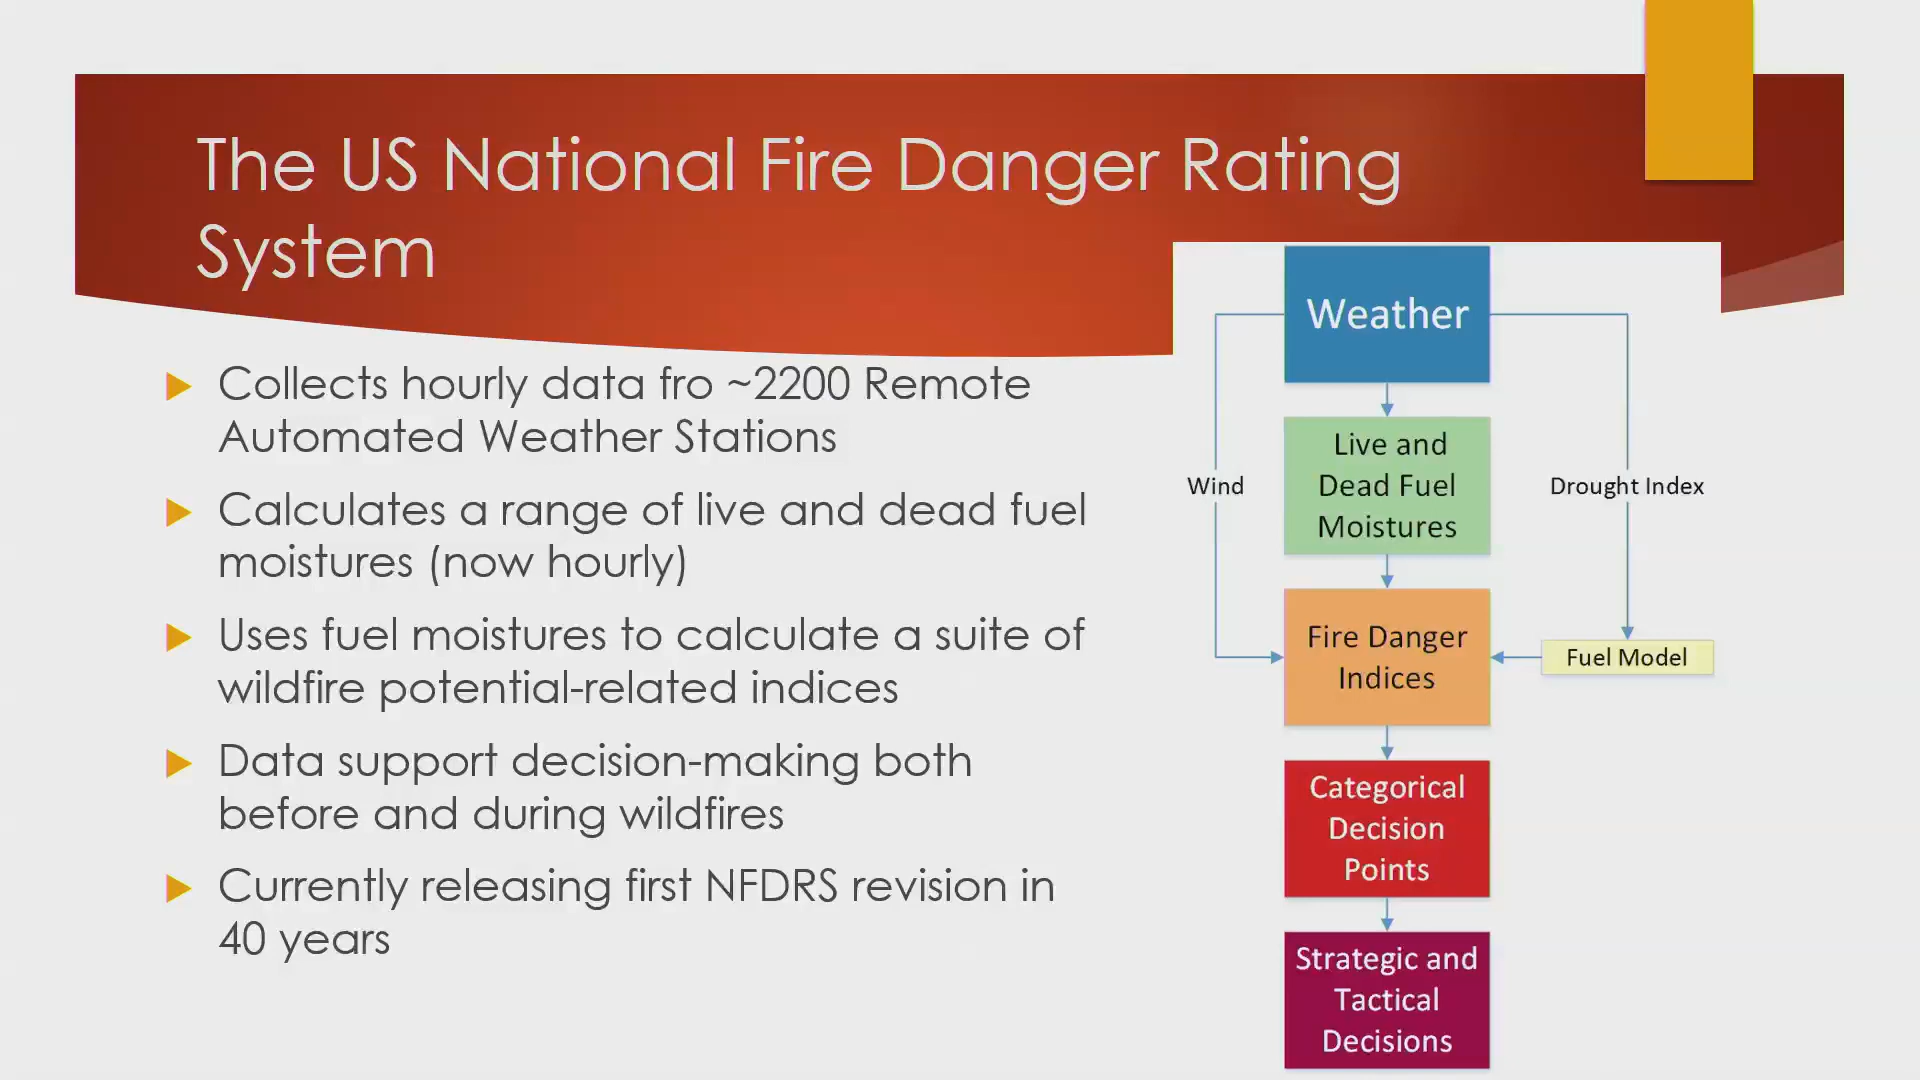 The US National Fire Danger Rating
System
Collects hourly data fro ~2200 Remote
Automated Weather Stations
Calculates a range of live and dead fuel
moistures (now hourly)
Uses fuel moistures to calculate a suite of
wildfire potential-related indices
Data support decision-making both
before and during wildfires
Currently releasing first NFDRS revision in
40 years
Weather
Live and
Dead Fuel
Moistures
Wind
Drought Index
Fire Danger
Indices
Fuel Model
Categorical
Decision
Points
Strategic and
Tactical
Decisions